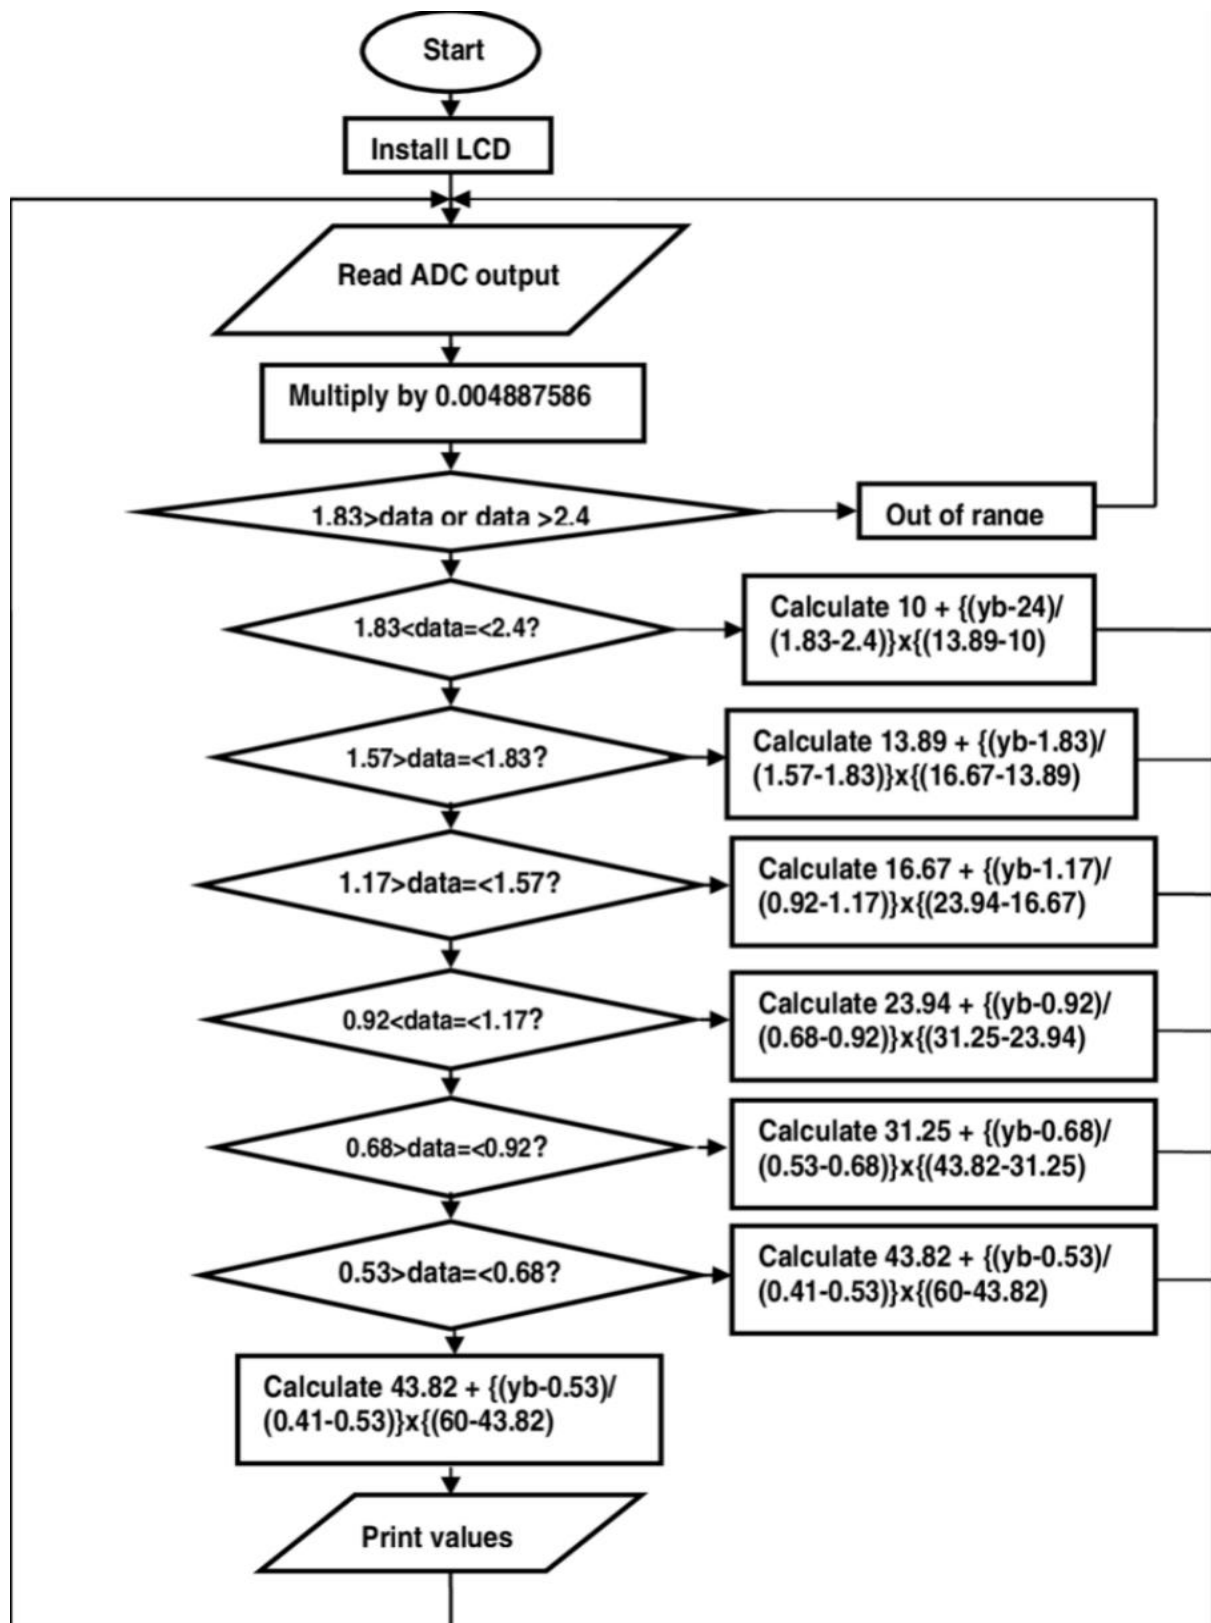 Start
Install LCD
Read ADC output
Multiply by 0.004887586
1.83>data or data >2.4
Out of range
1.83<data=<2.4?
Calculate 10 + {(yb-24)/
(1.83-2.4)}x{(13.89-10)
1.57>data=<1.83?
Calculate 13.89 + {(yb-1.83)/
(1.57-1.83)}x{(16.67-13.89)
1.17>data=<1.57?
Calculate 16.67 + {(yb-1.17)/
(0.92-1.17)}x{(23.94-16.67)
0.92<data=<1.17?
Calculate 23.94 + {(yb-0.92)/
(0.68-0.92)}x{(31.25-23.94)
0.68>data=<0.92?
Calculate 31.25 + {(yb-0.68)/
(0.53-0.68)}x{(43.82-31.25)
0.53>data=<0.68?
Calculate 43.82 + {(yb-0.53)/
(0.41-0.53)}x{(60-43.82)
Calculate 43.82 + {(yb-0.53)/
(0.41-0.53)}x{(60-43.82)
Print values